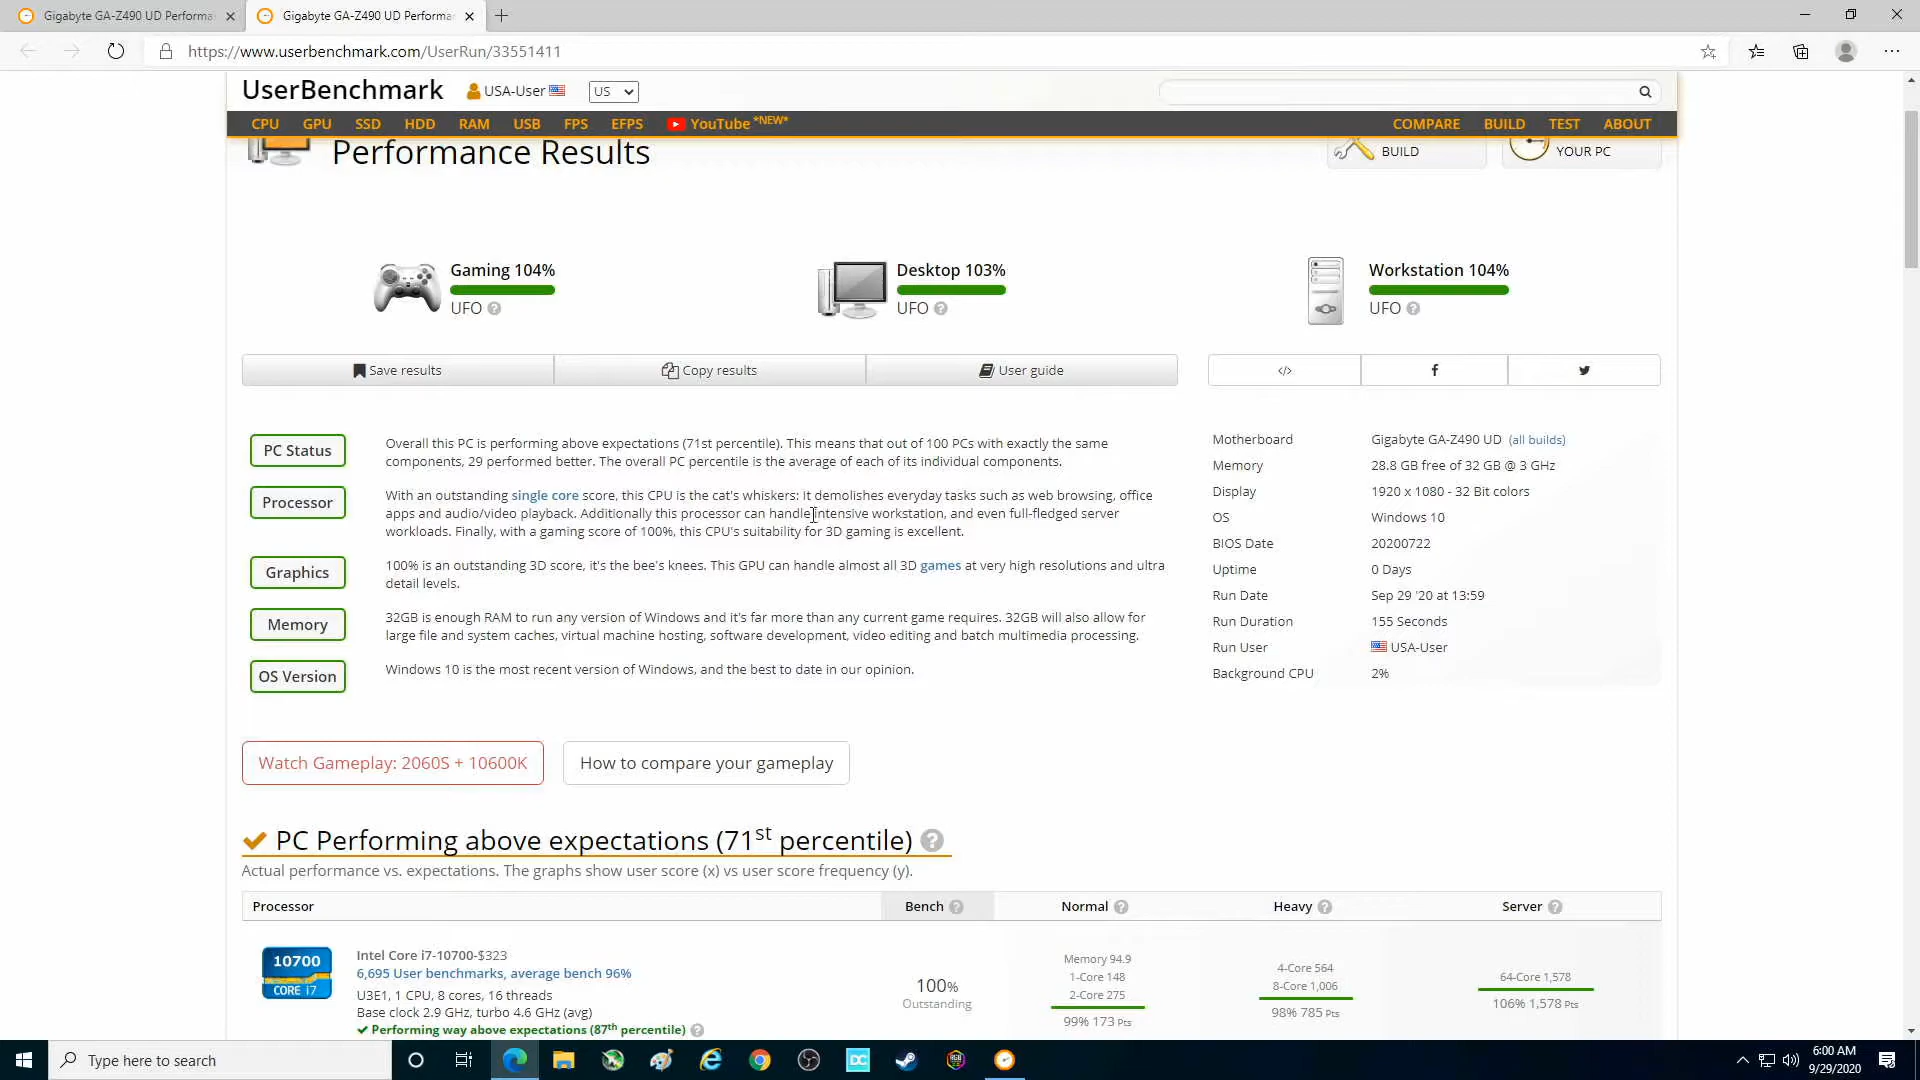 Gigabyte GA-Z490 UD Performa
Gigabyte GA-Z490 UD Performa
https://www.userbenchmark.com/UserRun/33551411
UserBenchmark
USA-User
US
CPU GPU SSD HDD RAM USB FPS EFPS YouTube *NEW*
COMPARE BUILD TEST ABOUT
Performance Results
BUILD
YOUR PC
Gaming 104%
UFO ?
Desktop 103%
UFO ?
Workstation 104%
UFO ?
Save results
Copy results
User guide
</>
f
PC Status
Overall this PC is performing above expectations (71st percentile). This means that out of 100 PCs with exactly the same
components, 29 performed better. The overall PC percentile is the average of each of its individual components.
Processor
With an outstanding single core score, this CPU is the cat's whiskers: it demolishes everyday tasks such as web browsing, office
apps and audio/video playback. Additionally this processor can handle intensive workstation, and even full-fledged server
workloads. Finally, with a gaming score of 100%, this CPU's suitability for 3D gaming is excellent.
Graphics
100% is an outstanding 3D score, it's the bee's knees. This GPU can handle almost all 3D games at very high resolutions and ultra
detail levels.
Memory
32GB is enough RAM to run any version of Windows and it's far more than any current game requires. 32GB will also allow for
large file and system caches, virtual machine hosting, software development, video editing and batch multimedia processing.
OS Version
Windows 10 is the most recent version of Windows, and the best to date in our opinion.
Motherboard Gigabyte GA-Z490 UD (all builds)
Memory 28.8 GB free of 32 GB @ 3 GHz
Display 1920 x 1080 - 32 Bit colors
OS Windows 10
BIOS Date 20200722
Uptime 0 Days
Run Date Sep 29 '20 at 13:59
Run Duration 155 Seconds
Run User USA-User
Background CPU 2%
Watch Gameplay: 2060S + 10600K
How to compare your gameplay
PC Performing above expectations (71st percentile) ?
Actual performance vs. expectations. The graphs show user score (x) vs user score frequency (y).
Processor Bench ? Normal ? Heavy ? Server ?
10700
CORE i7
Intel Core i7-10700-$323
6,695 User benchmarks, average bench 96%
U3E1, 1 CPU, 8 cores, 16 threads
Base clock 2.9 GHz, turbo 4.6 GHz (avg)
Performing way above expectations (87th percentile) ?
100%
Outstanding
Memory 94.9
1-Core 148
2-Core 275
99% 173 Pts
4-Core 564
8-Core 1,006
98% 785 Pts
64-Core 1,578
106% 1,578 Pts
Type here to search
DC
6:00 AM
9/29/2020